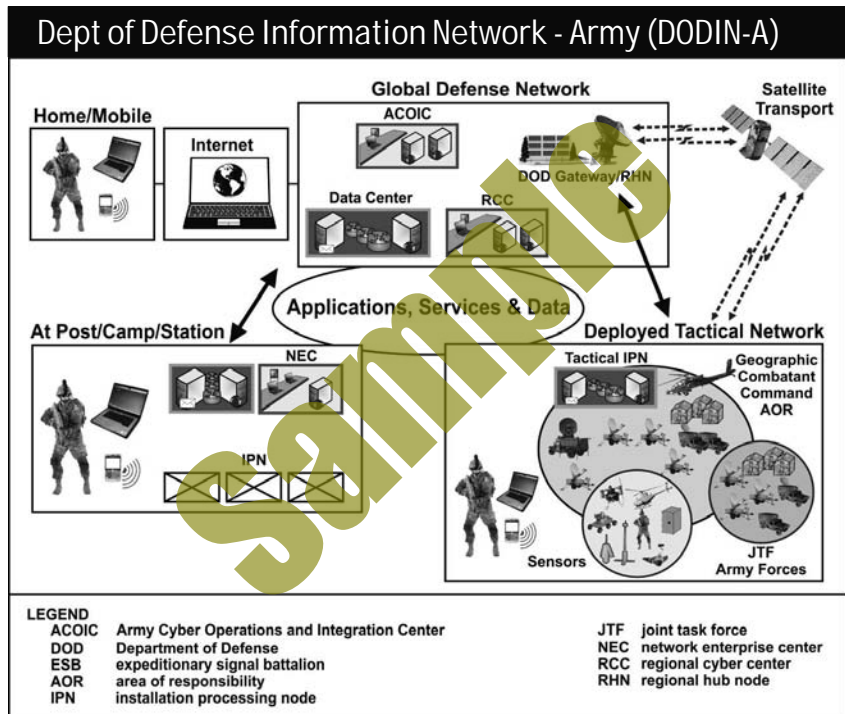 Dept of Defense Information Network - Army (DODIN-A)
Global Defense Network
Satellite
Transport
Home/Mobile
Internet
ACOIC
DOD Gateway/RHN
Data Center
RCC
Applications, Services & Data
At Post/Camp/Station
NEC
IPN
Deployed Tactical Network
Tactical IPN
Geographic
Combatant
Command
AOR
Sensors
JTF
Army Forces
Sample
LEGEND
ACOIC Army Cyber Operations and Integration Center
DOD Department of Defense
ESB expeditionary signal battalion
AOR area of responsibility
IPN installation processing node
JTF joint task force
NEC network enterprise center
RCC regional cyber center
RHN regional hub node